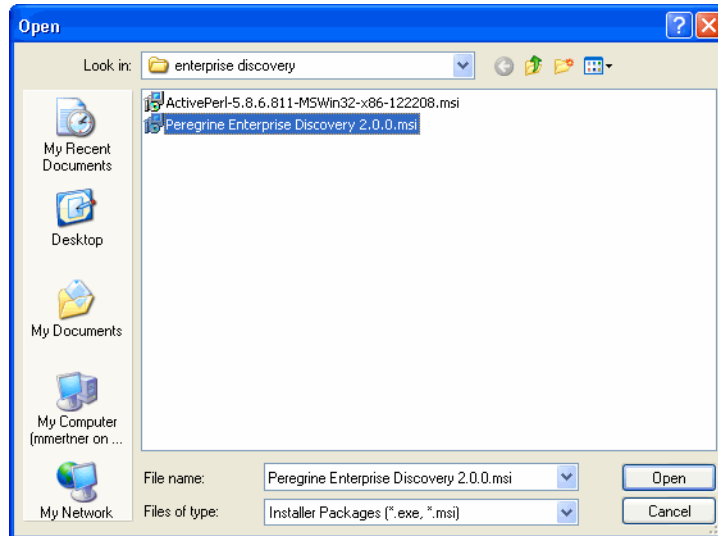 Open
Look in:
enterprise discovery
ActivePerl-5.8.6.811-MSWin32-x86-122208.msi
Peregrine Enterprise Discovery 2.0.0.msi
My Recent
Documents
Desktop
My Documents
My Computer
(mmertner on ...
My Network
File name:
Peregrine Enterprise Discovery 2.0.0.msi
Open
Files of type:
Installer Packages (*.exe, *.msi)
Cancel